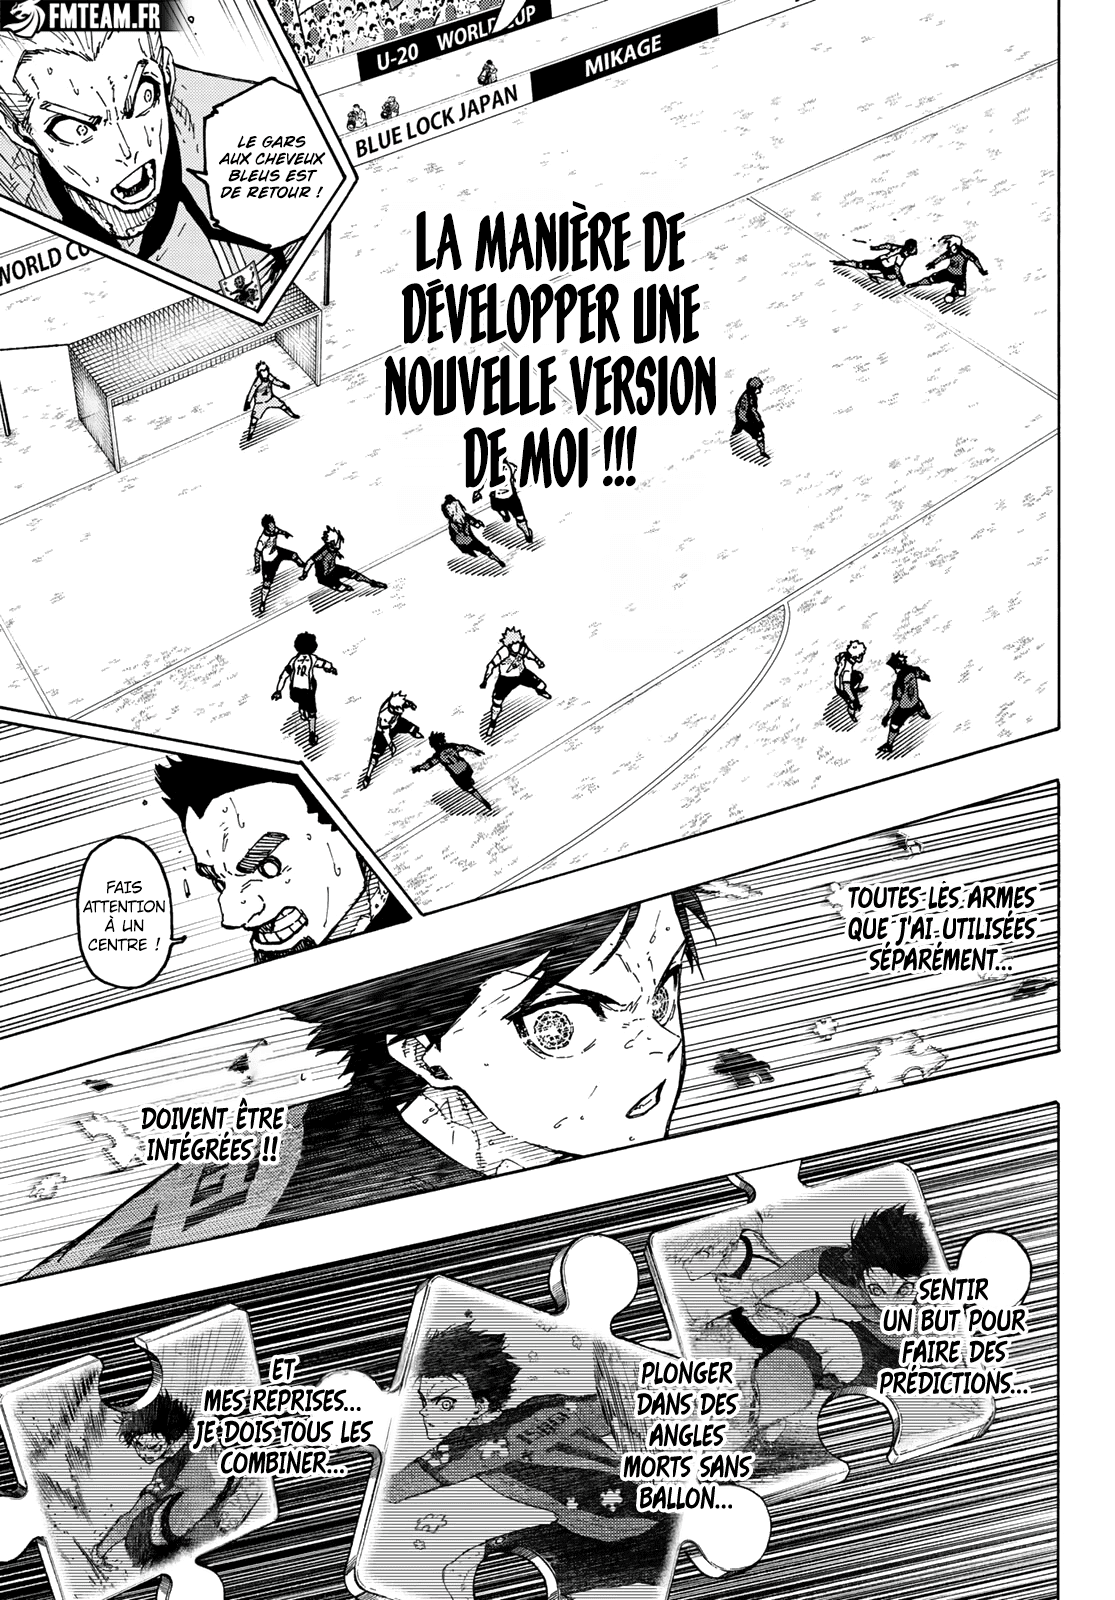 FMTEAM.FR
U-20 WORLD CUP
BLUE LOCK JAPAN
MIKAGE
LE GARS
AUX CHEVEUX
BLEUS EST
DE RETOUR !
LA MANIÈRE DE
DÉVELOPPER UNE
NOUVELLE VERSION
DE MOI !!!
WORLD CU
10
FAIS
ATTENTION
À UN
CENTRE !
TOUTES LES ARMES
QUE J'AI UTILISÉES
SÉPARÉMENT...
DOIVENT ÊTRE
INTÉGRÉES !!
SENTIR
UN BUT POUR
FAIRE DES
PRÉDICTIONS...
PLONGER
DANS DES
ANGLES
MORTS SANS
BALLON...
ET
MES REPRISES...
JE DOIS TOUS LES
COMBINER...